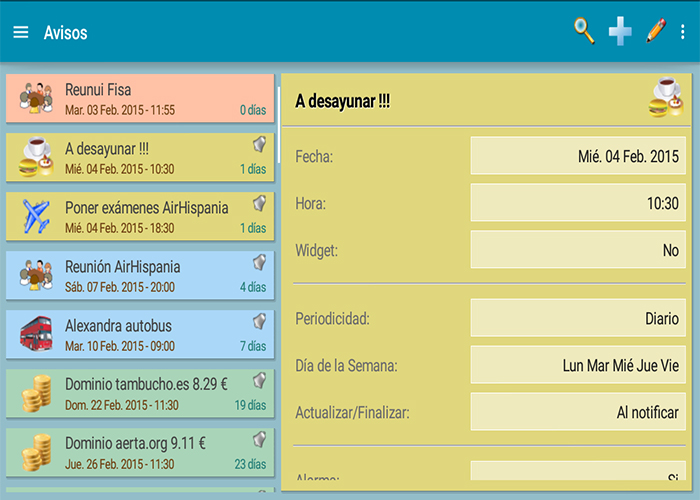 Avisos
Reunui Fisa
Mar. 03 Feb. 2015 - 11:55
0 días
A desayunar !!!
Mié. 04 Feb. 2015 - 10:30
1 días
Poner exámenes AirHispania
Mié. 04 Feb. 2015 - 18:30
1 días
Reunión AirHispania
Sáb. 07 Feb. 2015 - 20:00
4 días
Alexandra autobus
Mar. 10 Feb. 2015 - 09:00
7 días
Dominio tambucho.es 8.29 €
Dom. 22 Feb. 2015 - 11:30
19 días
Dominio aerta.org 9.11 €
Jue. 26 Feb. 2015 - 11:30
23 días
A desayunar !!!
Fecha: Mié. 04 Feb. 2015
Hora: 10:30
Widget: No
Periodicidad: Diario
Día de la Semana: Lun Mar Mié Jue Vie
Actualizar/Finalizar: Al notificar
Alarma: Si